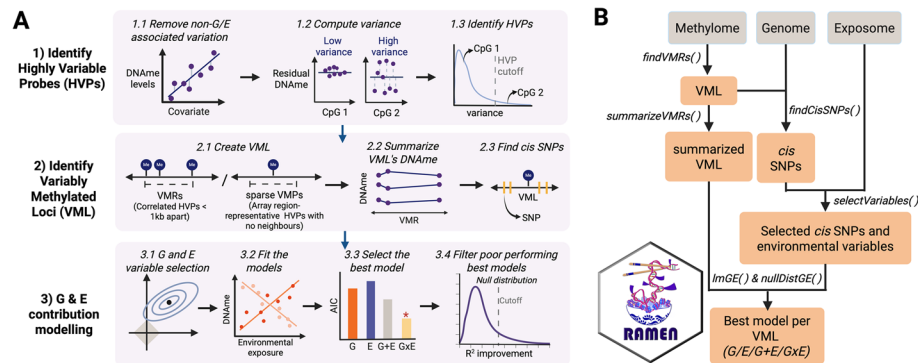 A
1) Identify
Highly Variable
Probes (HVPs)
1.1 Remove non-G/E
associated variation
DNAme
levels
Covariate
1.2 Compute variance
Low
variance
High
variance
Residual
DNAme
CpG 1
CpG 2
1.3 Identify HVPs
CpG 1
HVP
cutoff
CpG 2
variance
2) Identify
Variably
Methylated
Loci (VML)
2.1 Create VML
Me
Me
Me
VMRs
(Correlated HVPs <
1kb apart)
/
Me
sparse VMPs
(Array region-
representative HVPs with
no neighbours)
2.2 Summarize
VML's DNAme
DNAme
VMR
2.3 Find cis SNPs
Me
VML
SNP
3) G & E
contribution
modelling
3.1 G and E
variable selection
3.2 Fit the
models
DNAme
Environmental
exposure
3.3 Select the
best model
AIC
*
G E G+E GxE
3.4 Filter poor performing
best models
Null distribution
Cutoff
R² improvement
B
Methylome
Genome
Exposome
findVMRs()
VML
findCisSNPs()
summarizeVMRs()
summarized
VML
cis
SNPs
selectVariables()
Selected cis SNPs and
environmental variables
lmGE() & nullDistGE()
Best model per
VML
(G/E/G+E/GxE)
RAMEN